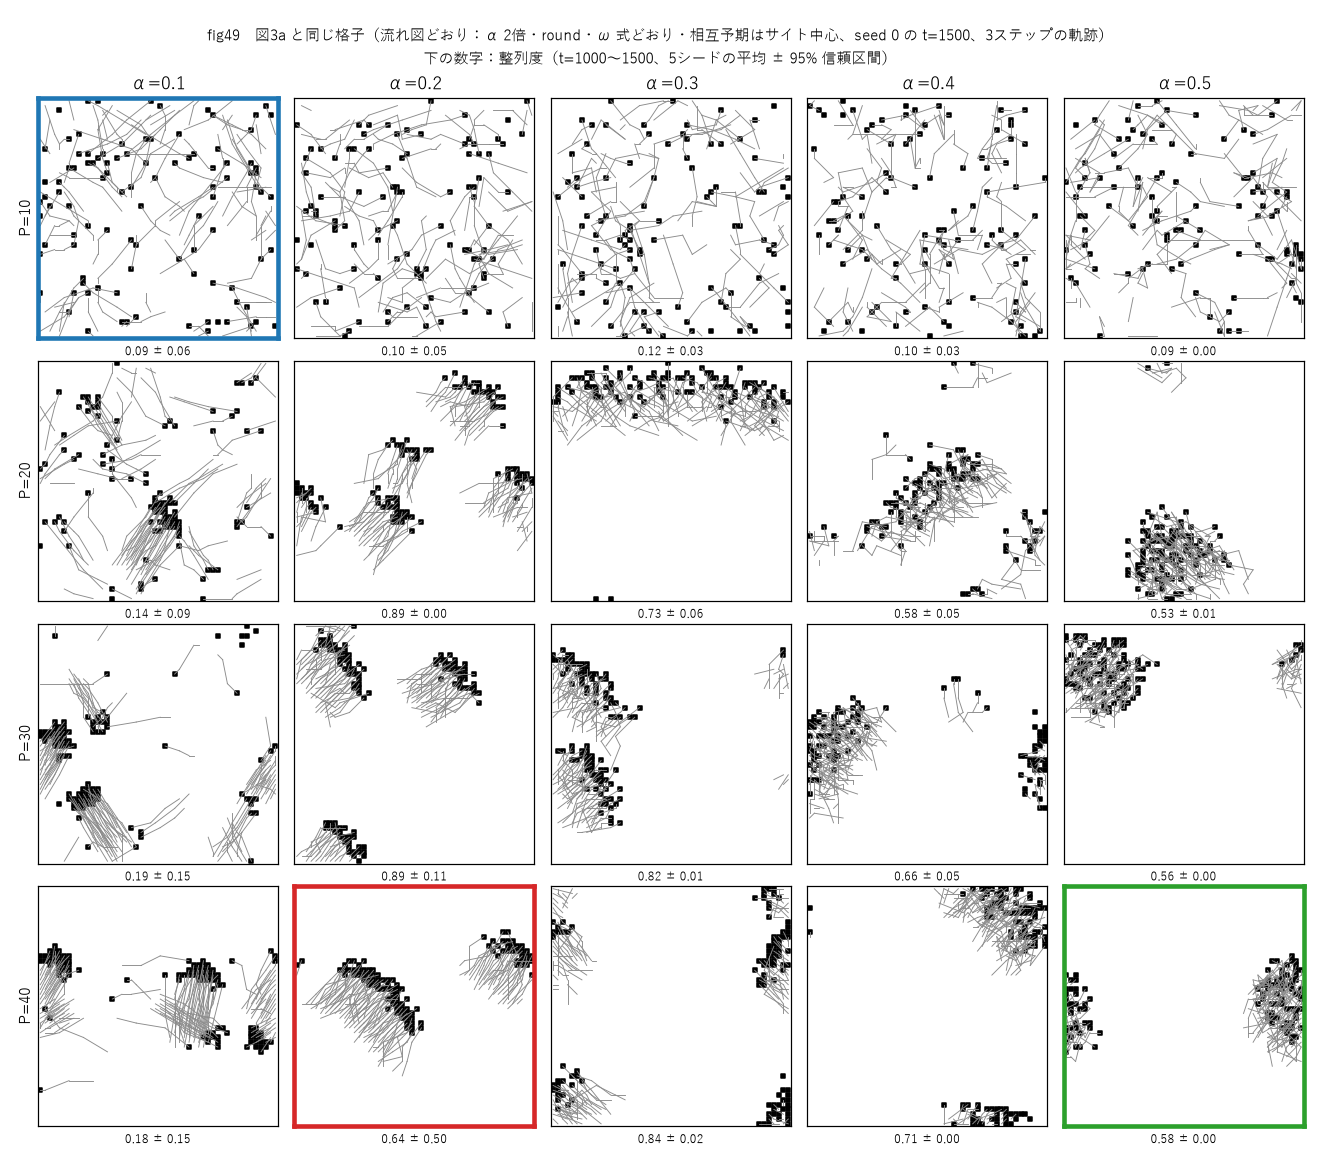 fig49　図3a と同じ格子（流れ図どおり：α 2倍・round・ω 式どおり・相互予期はサイト中心、seed 0 の t=1500、3ステップの軌跡）
下の数字：整列度（t=1000〜1500、5シードの平均 ± 95% 信頼区間）
α=0.1 α=0.2 α=0.3 α=0.4 α=0.5
P=10
0.09 ± 0.06 0.10 ± 0.05 0.12 ± 0.03 0.10 ± 0.03 0.09 ± 0.00
P=20
0.14 ± 0.09 0.89 ± 0.00 0.73 ± 0.06 0.58 ± 0.05 0.53 ± 0.01
P=30
0.19 ± 0.15 0.89 ± 0.11 0.82 ± 0.01 0.66 ± 0.05 0.56 ± 0.00
P=40
0.18 ± 0.15 0.64 ± 0.50 0.84 ± 0.02 0.71 ± 0.00 0.58 ± 0.00